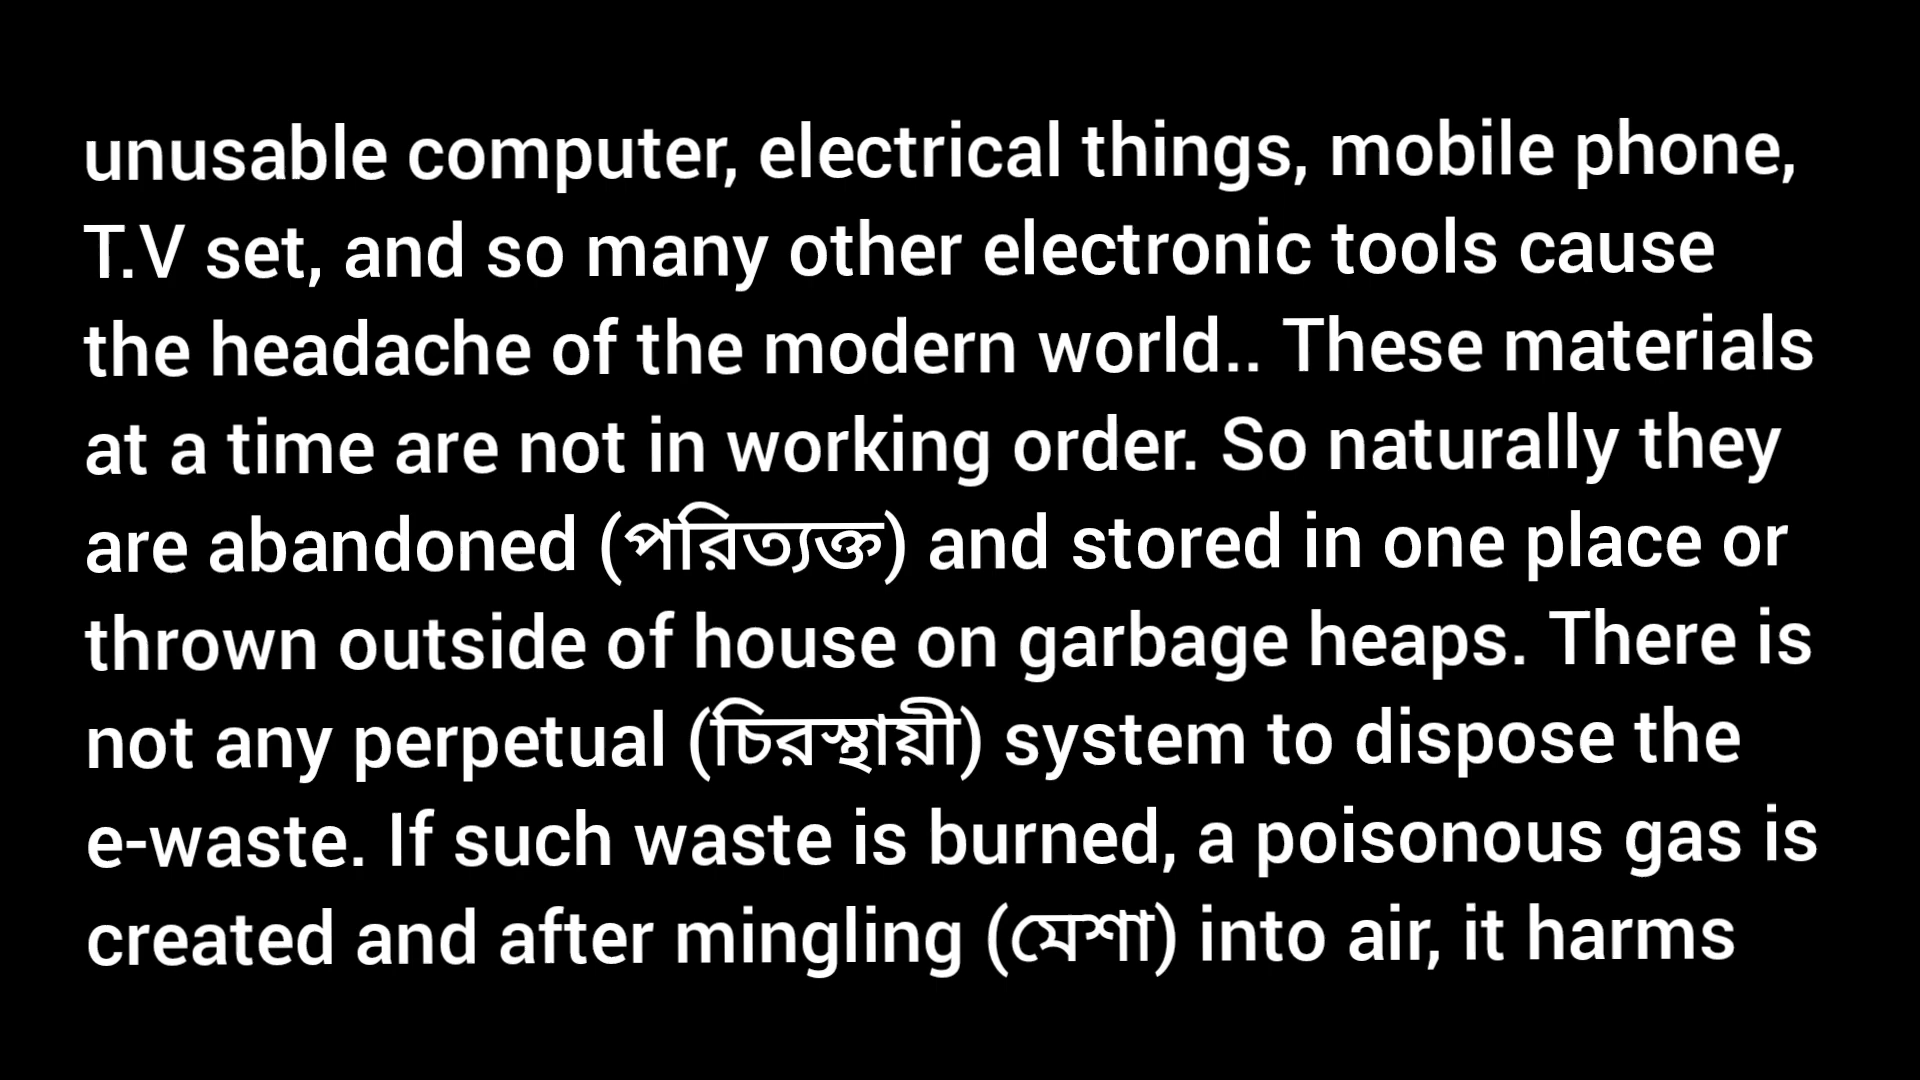 unusable computer, electrical things, mobile phone,
T.V set, and so many other electronic tools cause
the headache of the modern world.. These materials
at a time are not in working order. So naturally they
are abandoned (পরিত্যক্ত) and stored in one place or
thrown outside of house on garbage heaps. There is
not any perpetual (চিরস্থায়ী) system to dispose the
e-waste. If such waste is burned, a poisonous gas is
created and after mingling (মেশা) into air, it harms